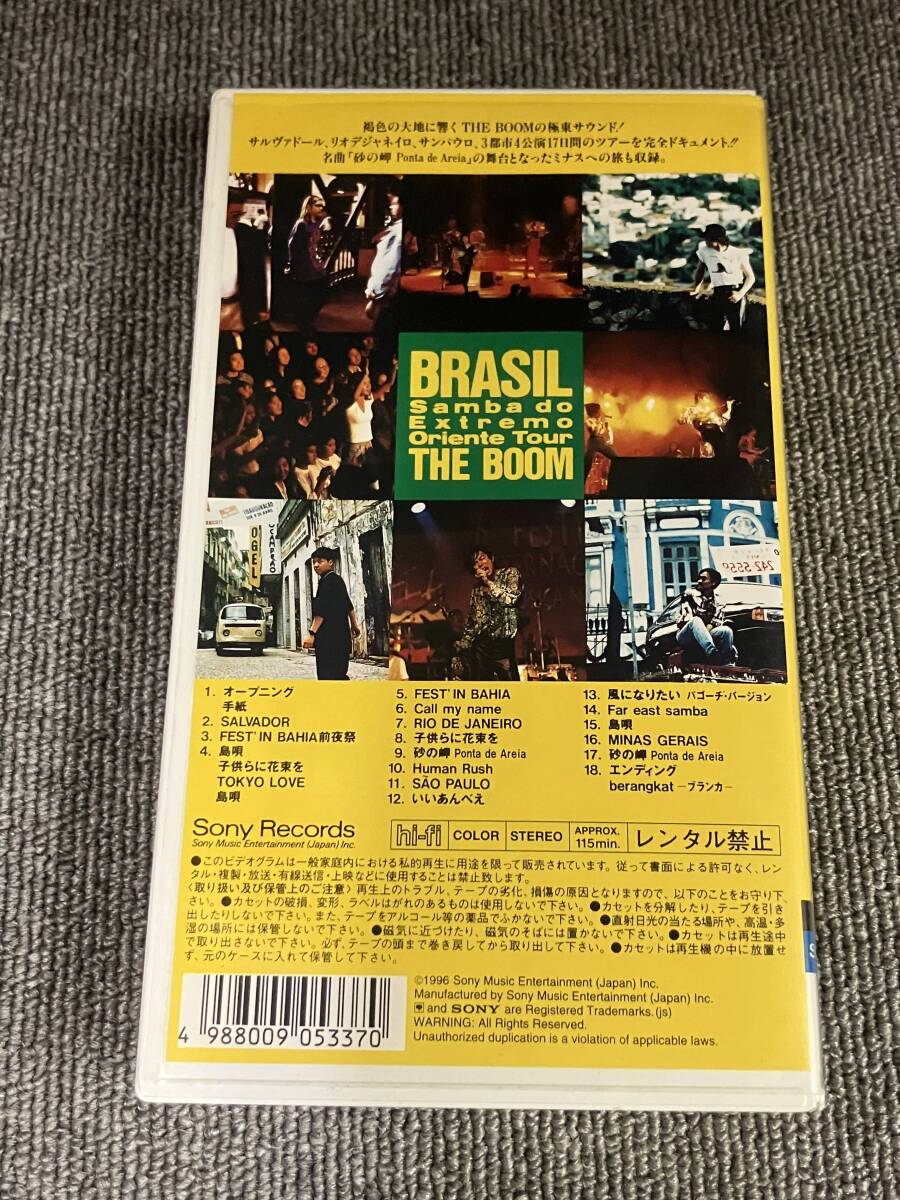 褐色の大地に響くTHE BOOMの極東サウンド!
サルヴァドール、リオデジャネイロ、サンパウロ、3都市4公演17日間のツアーを完全ドキュメント!!
名曲「砂の岬 Ponta de Areia」の舞台となったミナスへの旅も収録。
BRASIL
Samba do
Extremo
Oriente Tour
THE BOOM
OGEL
CAMPEÃO
242-5559
1. オープニング
手紙
2. SALVADOR
3. FEST' IN BAHIA前夜祭
4. 島唄
子供らに花束を
TOKYO LOVE
島唄
5. FEST' IN BAHIA
6. Call my name
7. RIO DE JANEIRO
8. 子供らに花束を
9. 砂の岬 Ponta de Areia
10. Human Rush
11. SÃO PAULO
12. いいあんべえ
13. 風になりたい パゴーチ・バージョン
14. Far east samba
15. 島唄
16. MINAS GERAIS
17. 砂の岬 Ponta de Areia
18. エンディング
berangkat −ブランカ−
Sony Records
Sony Music Entertainment (Japan) Inc.
hi-fi COLOR STEREO APPROX. 115min. レンタル禁止
●このビデオグラムは一般家庭内における私的再生に用途を限って販売されています。従って書面による許可なく、レン
タル・複製・放送・有線送信・上映などに使用することは禁止致します。
〈取り扱い及び保管上のご注意〉再生上のトラブル、テープの劣化、損傷の原因となりますので、以下のことをお守り下
さい。●カセットの破損、変形、ラベルはがれのあるものは使用しないで下さい。●カセットを分解したり、テープを引き
出したりしないで下さい。また、テープをアルコール等の薬品でふかないで下さい。●直射日光の当たる場所や、高温・多
湿の場所には保管しないで下さい。●磁気に近づけたり、磁気のそばには置かないで下さい。●カセットは再生途中
で取り出さないで下さい。必ず、テープの頭まで巻き戻してから取り出して下さい。●カセットは再生機の中に放置せ
ず、元のケースに入れて保管して下さい。
4 988009 053370
©1996 Sony Music Entertainment (Japan) Inc.
Manufactured by Sony Music Entertainment (Japan) Inc.
and SONY are Registered Trademarks.(js)
WARNING: All Rights Reserved.
Unauthorized duplication is a violation of applicable laws.